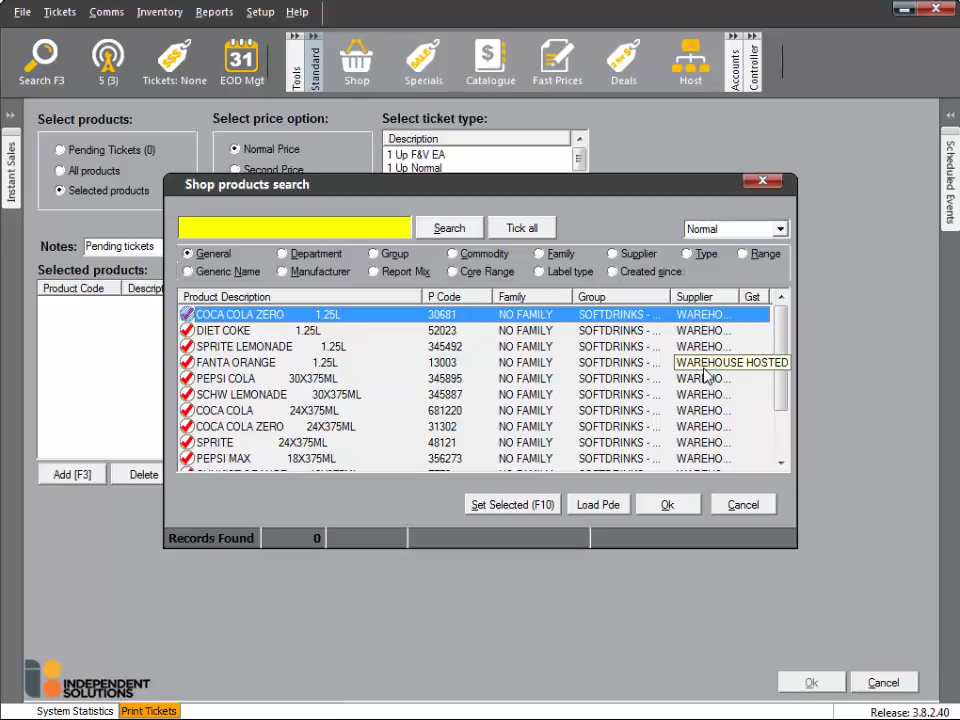 File Tickets Comms Inventory Reports Setup Help
Search F3
5 (3)
Tickets: None
31
EOD Mgt
Tools
Standard
Shop
SALE
Specials
$
Catalogue
Fast Prices
Deals
Host
Accounts
Controller
Instant Sales
Scheduled Events
Select products:
Pending Tickets (0)
All products
Selected products
Select price option:
Normal Price
Second Price
Select ticket type:
Description
1 Up F&V EA
1 Up Normal
Notes: Pending tickets
Selected products:
Product Code Descript
Add [F3] Delete
Shop products search
Search Tick all Normal
General Department Group Commodity Family Supplier Type Range
Generic Name Manufacturer Report Mix Core Range Label type Created since:
Product Description P Code Family Group Supplier Gst
COCA COLA ZERO 1.25L 30681 NO FAMILY SOFTDRINKS - ... WAREHO...
DIET COKE 1.25L 52023 NO FAMILY SOFTDRINKS - ... WAREHO...
SPRITE LEMONADE 1.25L 345492 NO FAMILY SOFTDRINKS - ... WAREHO...
FANTA ORANGE 1.25L 13003 NO FAMILY SOFTDRINKS - ... WAREHOUSE HOSTED
PEPSI COLA 30X375ML 345895 NO FAMILY SOFTDRINKS - ... WAREHO...
SCHW LEMONADE 30X375ML 345887 NO FAMILY SOFTDRINKS - ... WAREHO...
COCA COLA 24X375ML 681220 NO FAMILY SOFTDRINKS - ... WAREHO...
COCA COLA ZERO 24X375ML 31302 NO FAMILY SOFTDRINKS - ... WAREHO...
SPRITE 24X375ML 48121 NO FAMILY SOFTDRINKS - ... WAREHO...
PEPSI MAX 18X375ML 356273 NO FAMILY SOFTDRINKS - ... WAREHO...
Set Selected (F10) Load Pde Ok Cancel
Records Found 0
INDEPENDENT
SOLUTIONS
Ok Cancel
System Statistics Print Tickets Release: 3.8.2.40